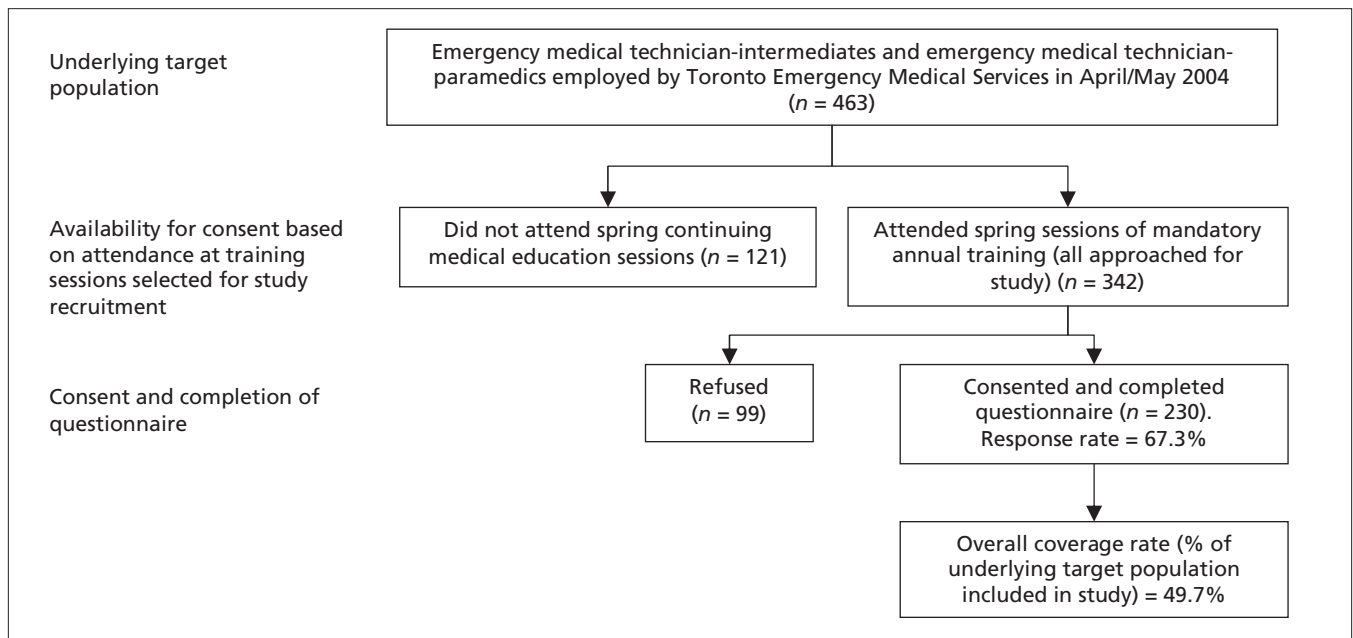 Underlying target
population
Emergency medical technician-intermediates and emergency medical technician-
paramedics employed by Toronto Emergency Medical Services in April/May 2004
(n = 463)
Availability for consent based
on attendance at training
sessions selected for study
recruitment
Did not attend spring continuing
medical education sessions (n = 121)
Attended spring sessions of mandatory
annual training (all approached for
study) (n = 342)
Consent and completion of
questionnaire
Refused
(n = 99)
Consented and completed
questionnaire (n = 230).
Response rate = 67.3%
Overall coverage rate (% of
underlying target population
included in study) = 49.7%